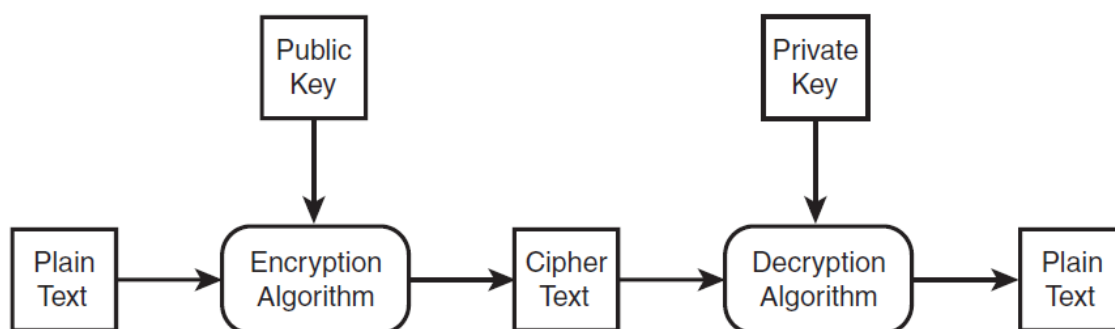 Public
Key
Private
Key
Plain
Text
Encryption
Algorithm
Cipher
Text
Decryption
Algorithm
Plain
Text